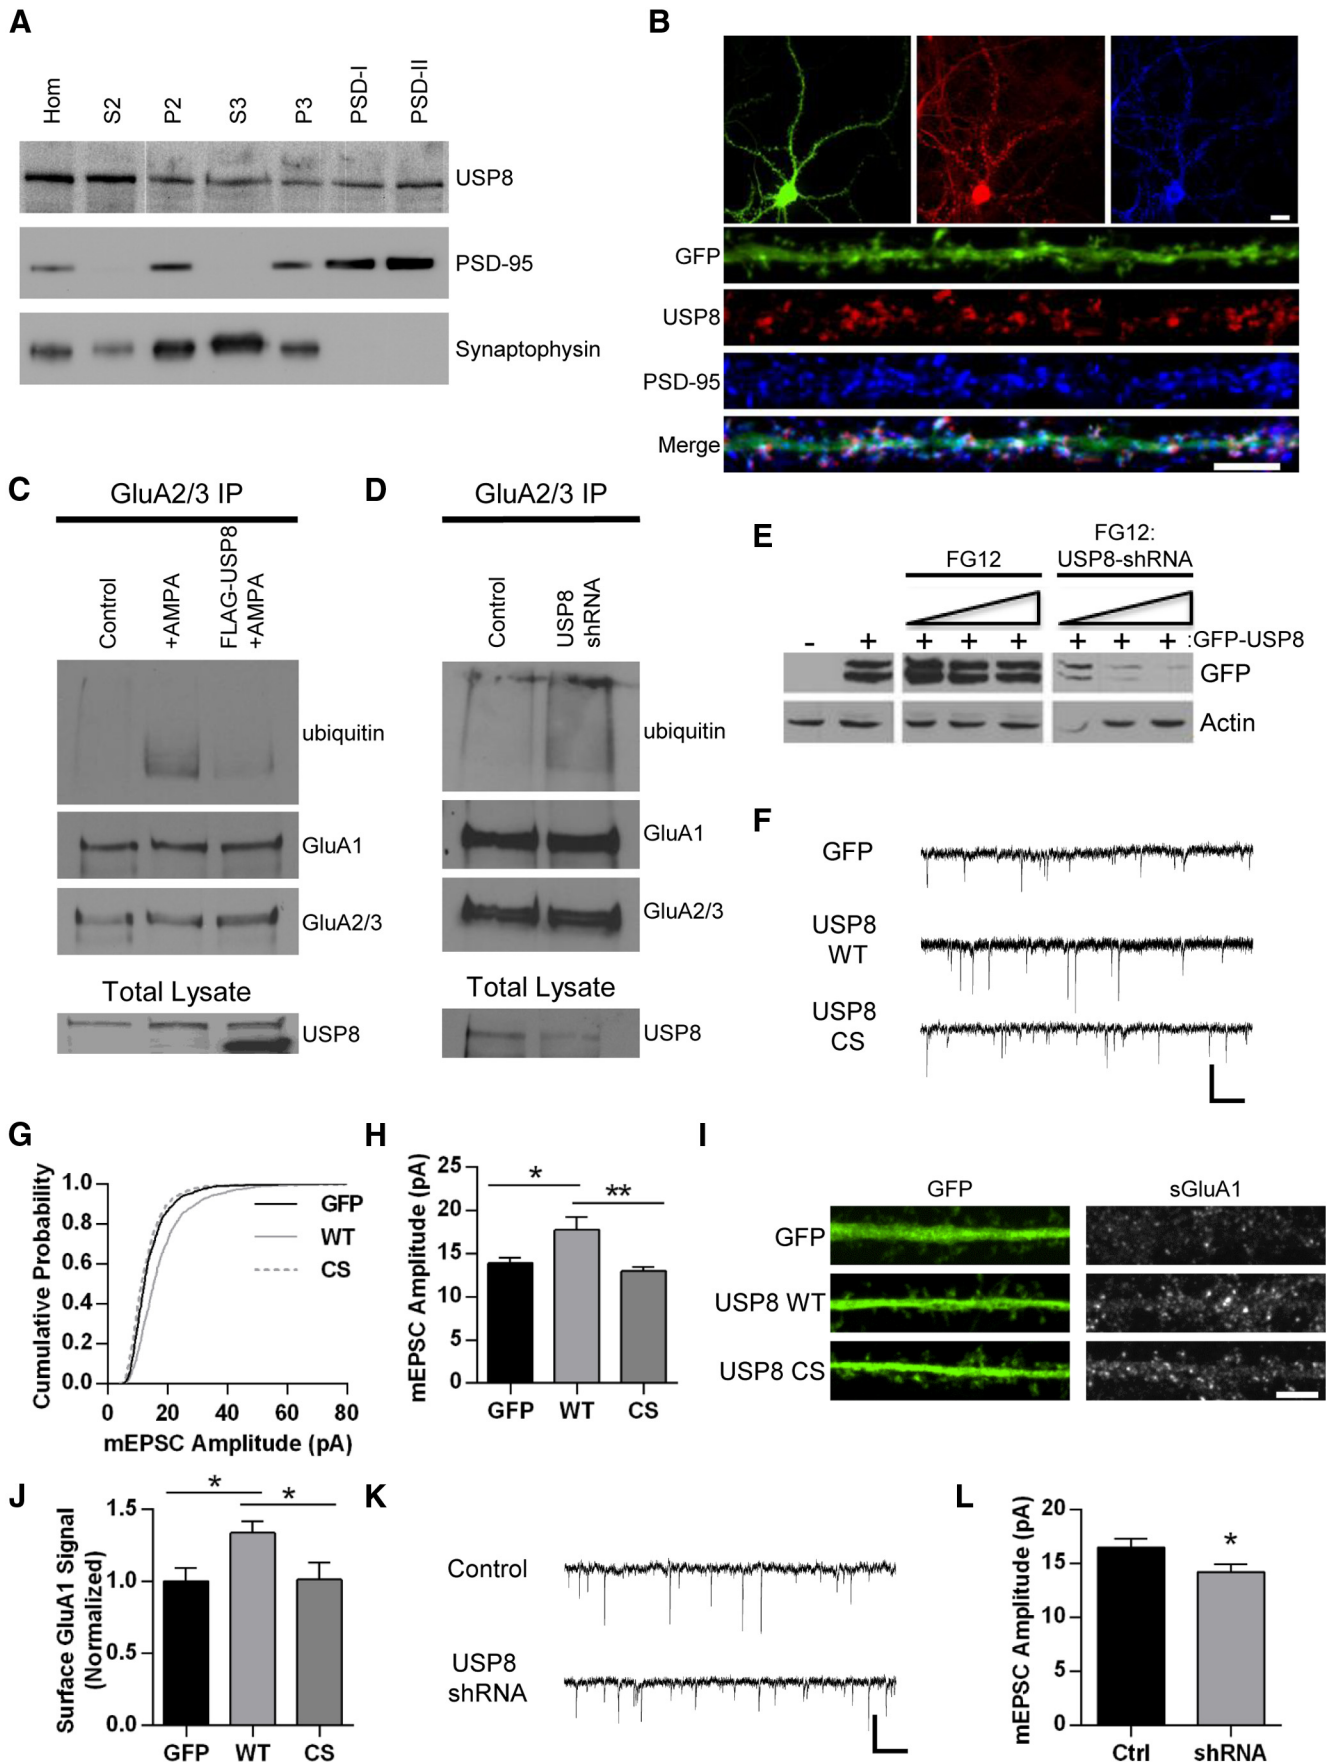 A
Hom
S2
P2
S3
P3
PSD-I
PSD-II
USP8
PSD-95
Synaptophysin
B
GFP
USP8
PSD-95
Merge
C
GluA2/3 IP
Control
+AMPA
FLAG-USP8
+AMPA
ubiquitin
GluA1
GluA2/3
Total Lysate
USP8
D
GluA2/3 IP
Control
USP8
shRNA
ubiquitin
GluA1
GluA2/3
Total Lysate
USP8
E
FG12
FG12:
USP8-shRNA
- + + + + + + + :GFP-USP8
GFP
Actin
F
GFP
USP8
WT
USP8
CS
G
Cumulative Probability
1.0
0.8
0.6
0.4
0.2
0.0
0 20 40 60 80
mEPSC Amplitude (pA)
GFP
WT
CS
H
mEPSC Amplitude (pA)
25
20
15
10
5
0
*
**
GFP WT CS
I
GFP sGluA1
GFP
USP8 WT
USP8 CS
J
Surface GluA1 Signal
(Normalized)
1.5
1.0
0.5
0.0
*
*
GFP WT CS
K
Control
USP8
shRNA
L
mEPSC Amplitude (pA)
20
15
10
5
0
*
Ctrl shRNA